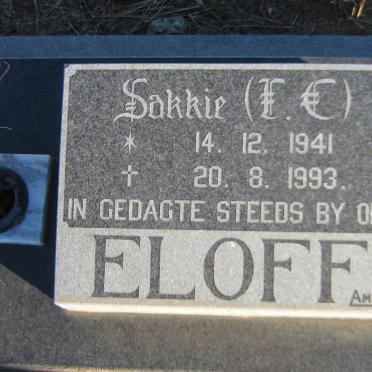 Sakkie (F. C)
* 14. 12. 1941
† 20. 8. 1993.
IN GEDAGTE STEEDS BY
ELOFF